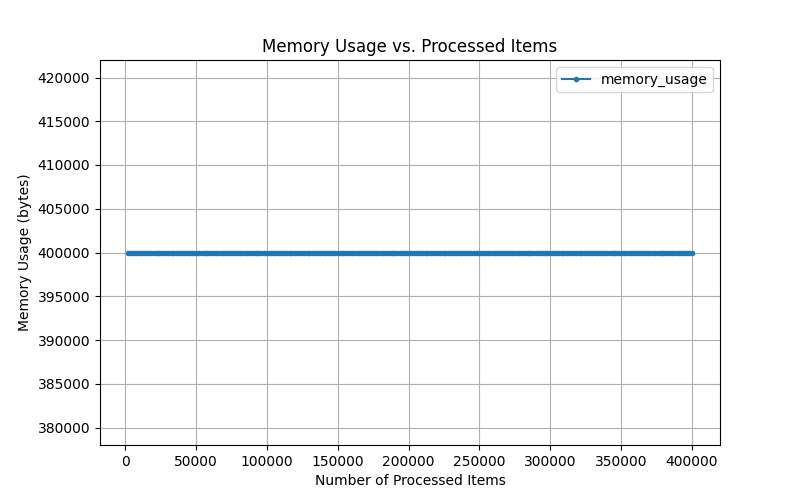 Memory Usage vs. Processed Items
memory_usage
420000
415000
410000
405000
400000
395000
390000
385000
380000
Memory Usage (bytes)
0 50000 100000 150000 200000 250000 300000 350000 400000
Number of Processed Items